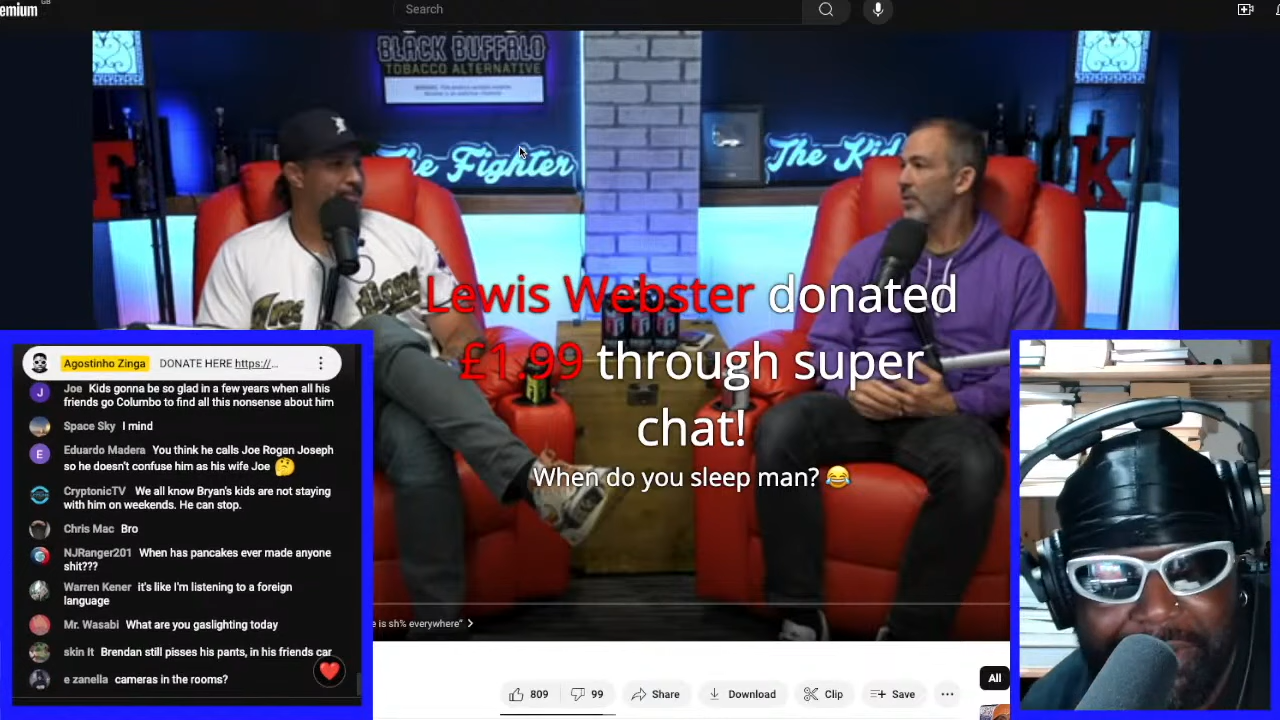 emium GB
Search
BLACK BUFFALO
TOBACCO ALTERNATIVE
The Fighter
The Kid
F
K
Lewis Webster donated
£1.99 through super
chat!
When do you sleep man? 😂
Agostinho Zinga DONATE HERE https://...
Joe Kids gonna be so glad in a few years when all his
friends go Columbo to find all this nonsense about him
Space Sky I mind
Eduardo Madera You think he calls Joe Rogan Joseph
so he doesn't confuse him as his wife Joe 🤔
CryptonicTV We all know Bryan's kids are not staying
with him on weekends. He can stop.
Chris Mac Bro
NJRanger201 When has pancakes ever made anyone
shit???
Warren Kener it's like I'm listening to a foreign
language
Mr. Wasabi What are you gaslighting today
skin It Brendan still pisses his pants, in his friends car
e zanella cameras in the rooms?
J
E
e is sh% everywhere"
809 99 Share Download Clip Save
All